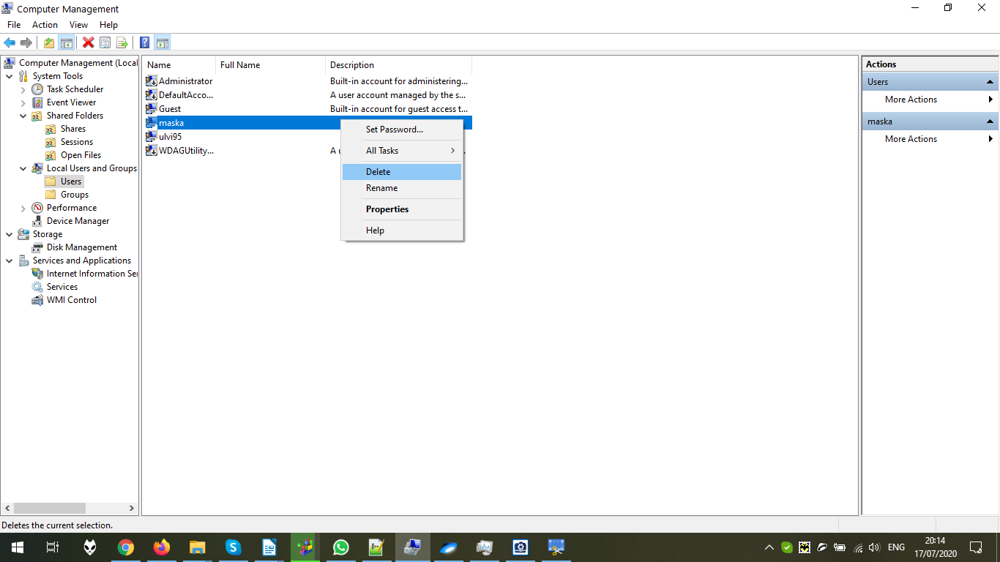 Computer Management
File Action View Help
Computer Management (Local
System Tools
Task Scheduler
Event Viewer
Shared Folders
Shares
Sessions
Open Files
Local Users and Groups
Users
Groups
Performance
Device Manager
Storage
Disk Management
Services and Applications
Internet Information Ser
Services
WMI Control
Name Full Name Description
Administrator Built-in account for administering...
DefaultAcco... A user account managed by the s...
Guest Built-in account for guest access t...
maska
ulvi95
WDAGUtility... A u
Set Password...
All Tasks
Delete
Rename
Properties
Help
Actions
Users
More Actions
maska
More Actions
Deletes the current selection.
ENG
20:14
17/07/2020